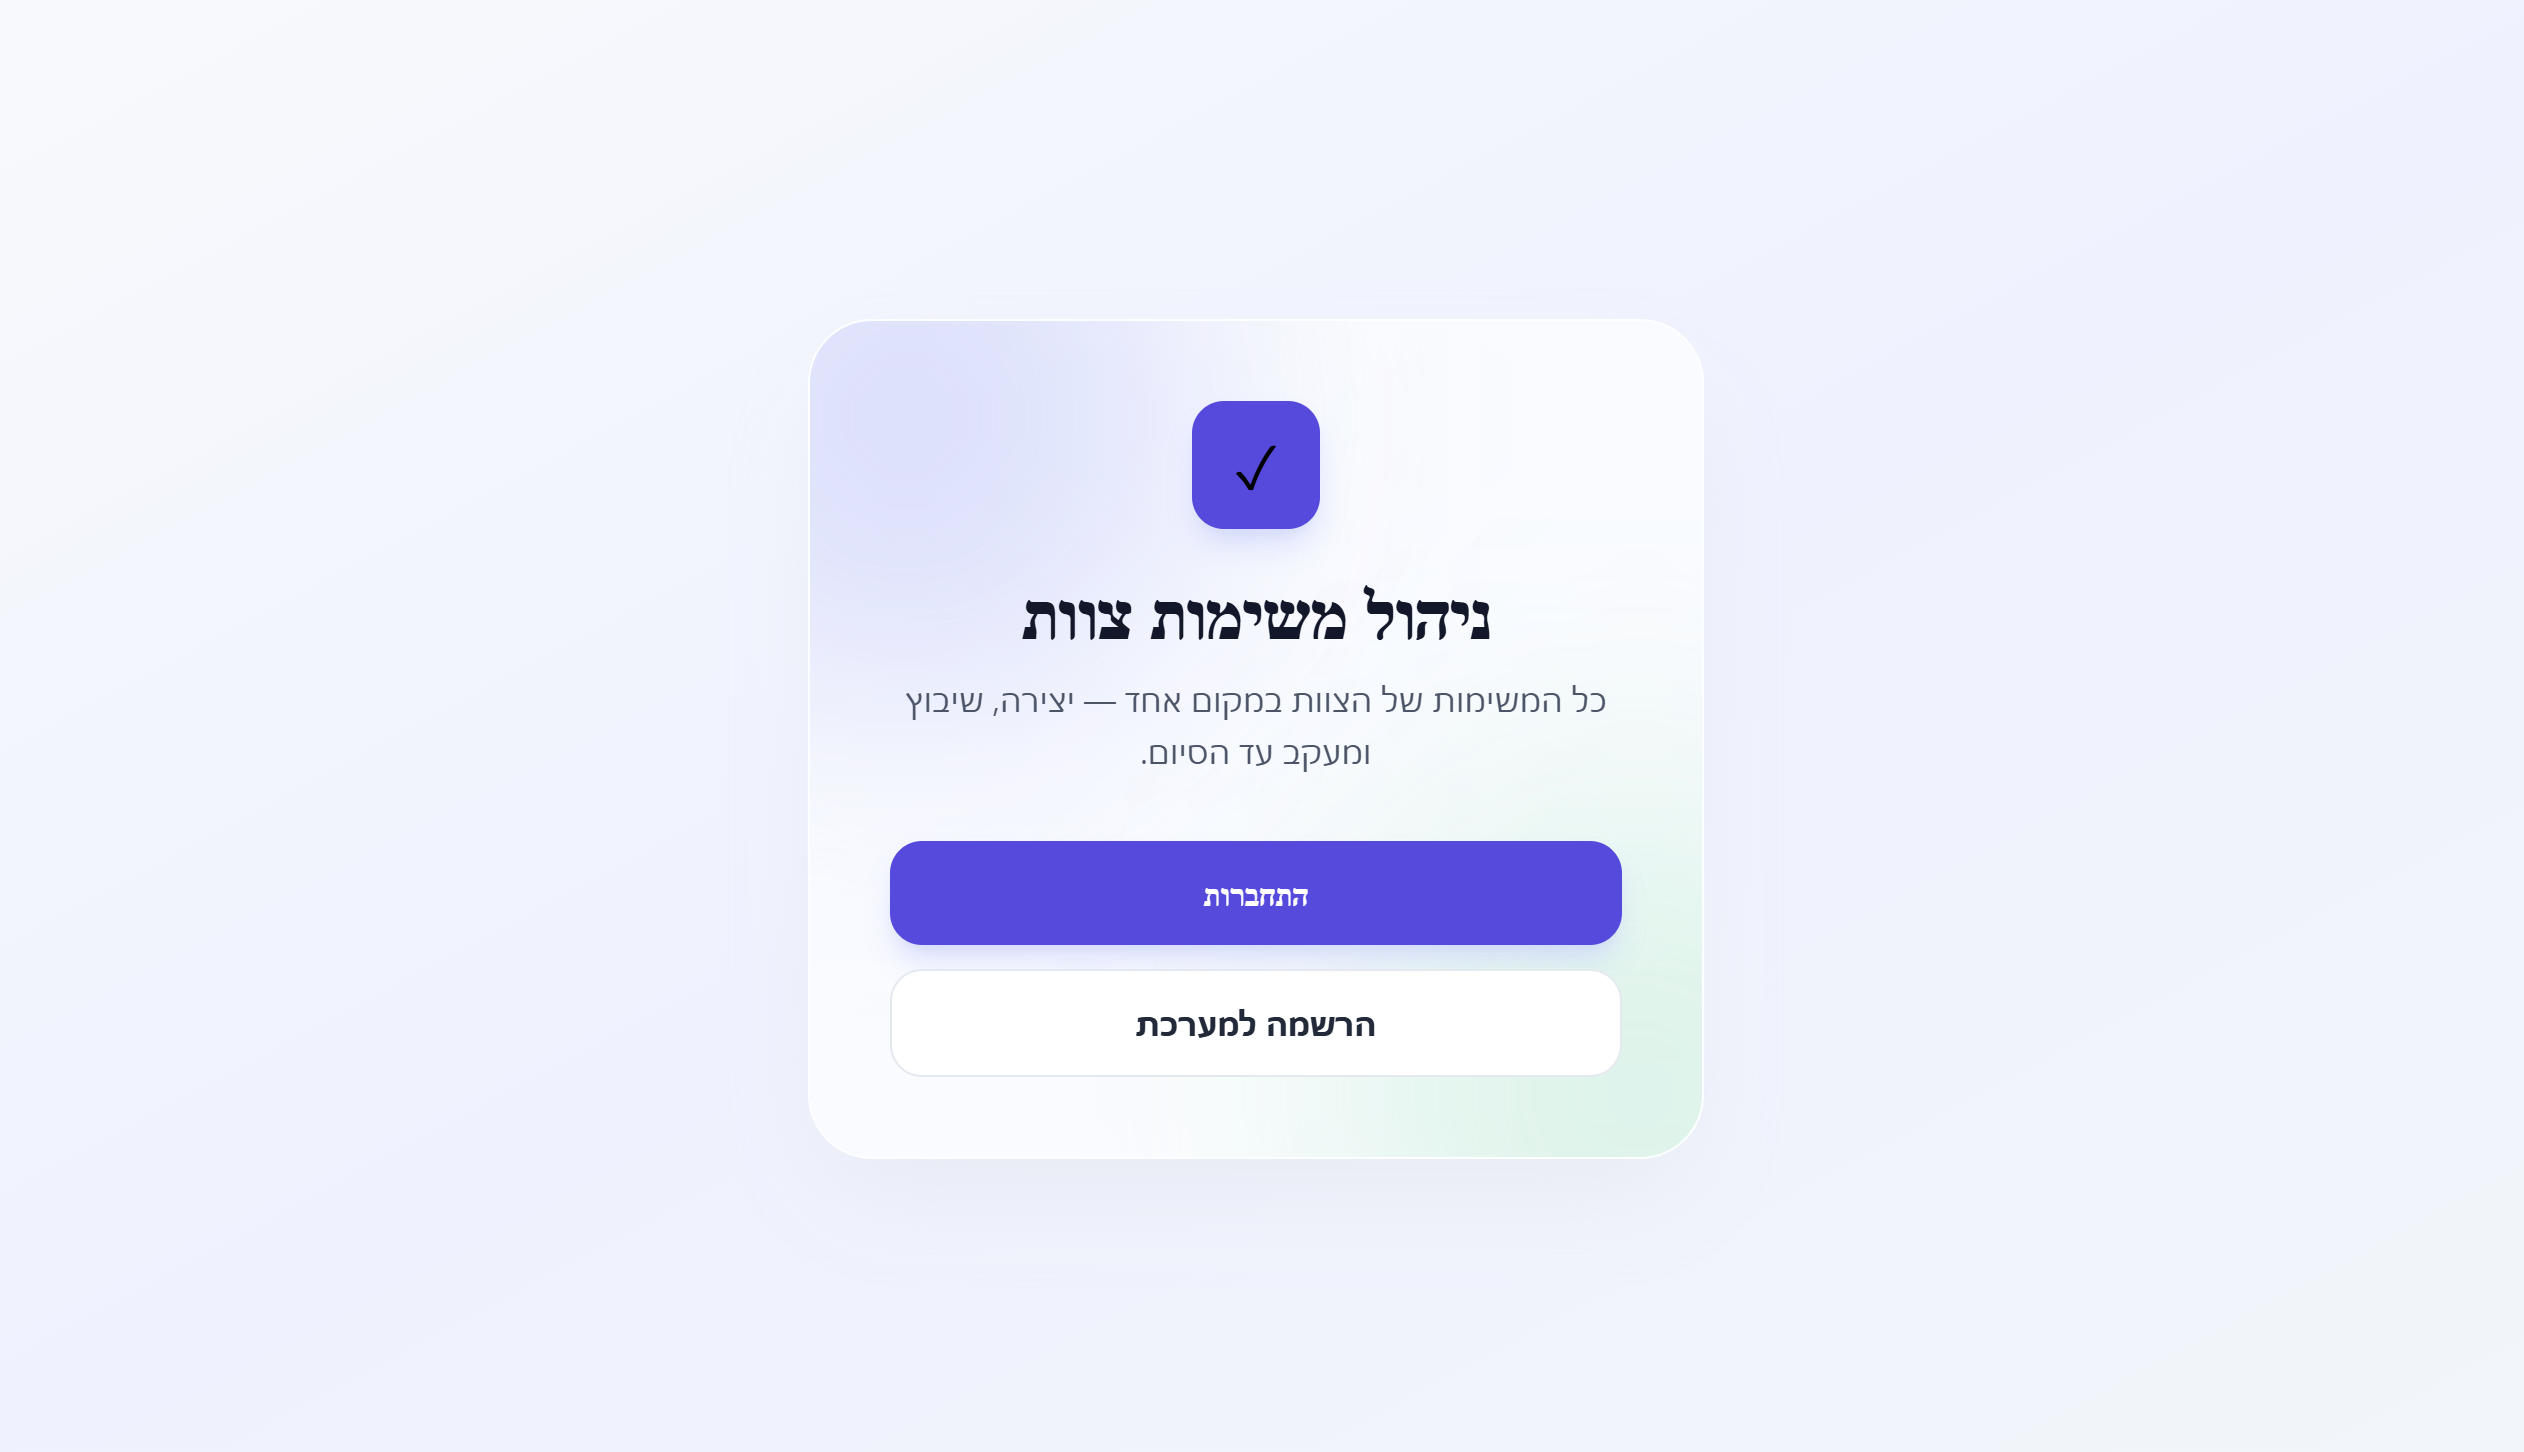 ✓
ניהול משימות צוות
כל המשימות של הצוות במקום אחד — יצירה, שיבוץ
ומעקב עד הסיום.
התחברות
הרשמה למערכת